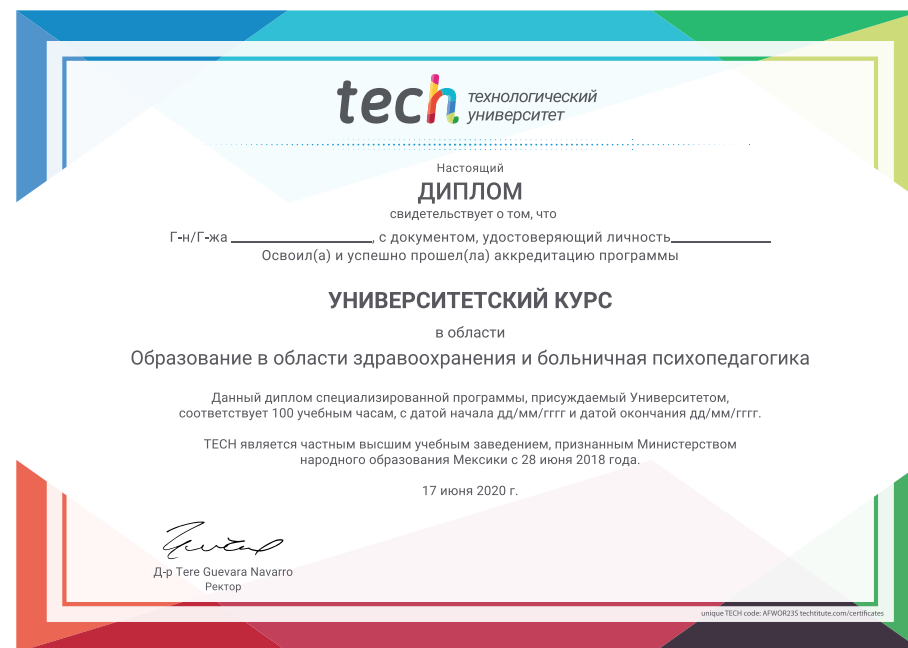 tech технологический
университет
Настоящий
ДИПЛОМ
свидетельствует о том, что
Г-н/Г-жа ________________, с документом, удостоверяющий личность____________
Освоил(а) и успешно прошел(ла) аккредитацию программы
УНИВЕРСИТЕТСКИЙ КУРС
в области
Образование в области здравоохранения и больничная психопедагогика
Данный диплом специализированной программы, присуждаемый Университетом,
соответствует 100 учебным часам, с датой начала дд/мм/гггг и датой окончания дд/мм/гггг.
TECH является частным высшим учебным заведением, признанным Министерством
народного образования Мексики с 28 июня 2018 года.
17 июня 2020 г.
Д-р Tere Guevara Navarro
Ректор
unique TECH code: AFWOR23S techtitute.com/certificates